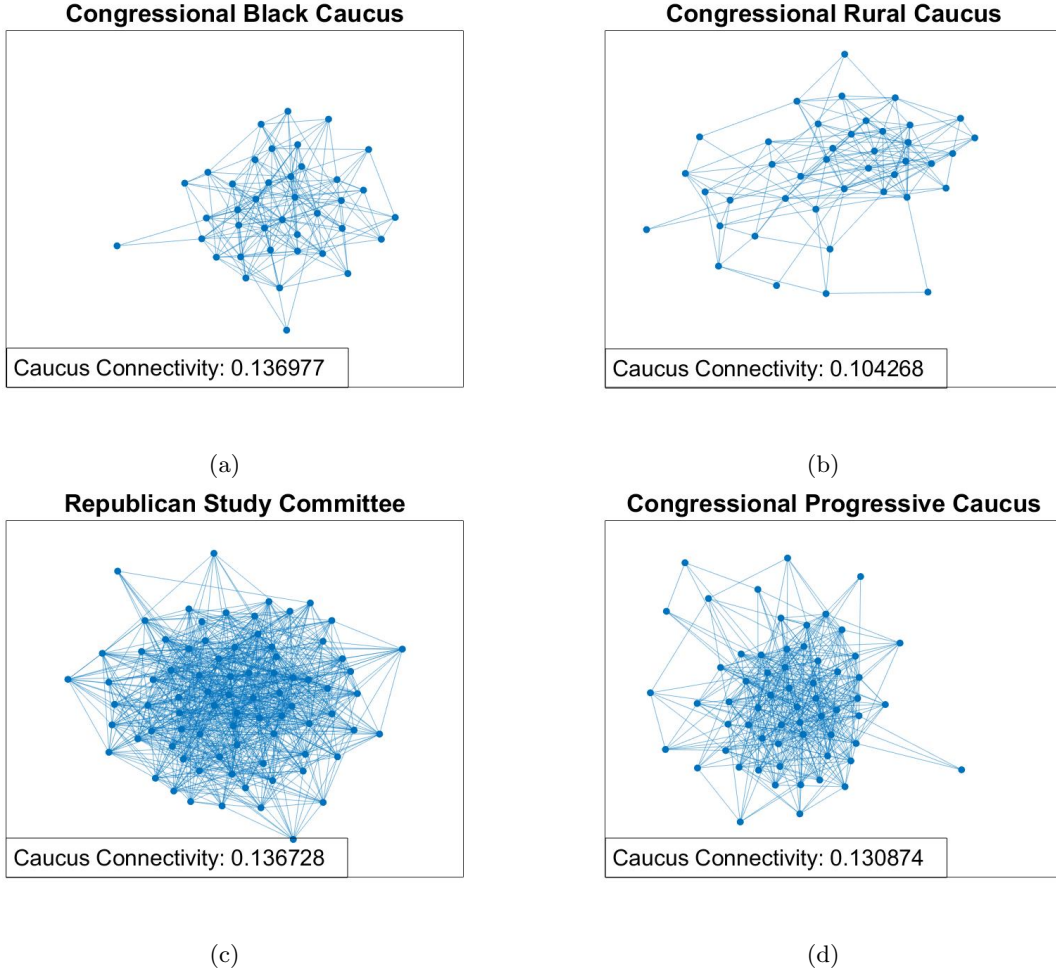 Congressional Black Caucus
Congressional Rural Caucus
Caucus Connectivity: 0.136977
Caucus Connectivity: 0.104268
(a)
(b)
Republican Study Committee
Congressional Progressive Caucus
Caucus Connectivity: 0.136728
Caucus Connectivity: 0.130874
(c)
(d)